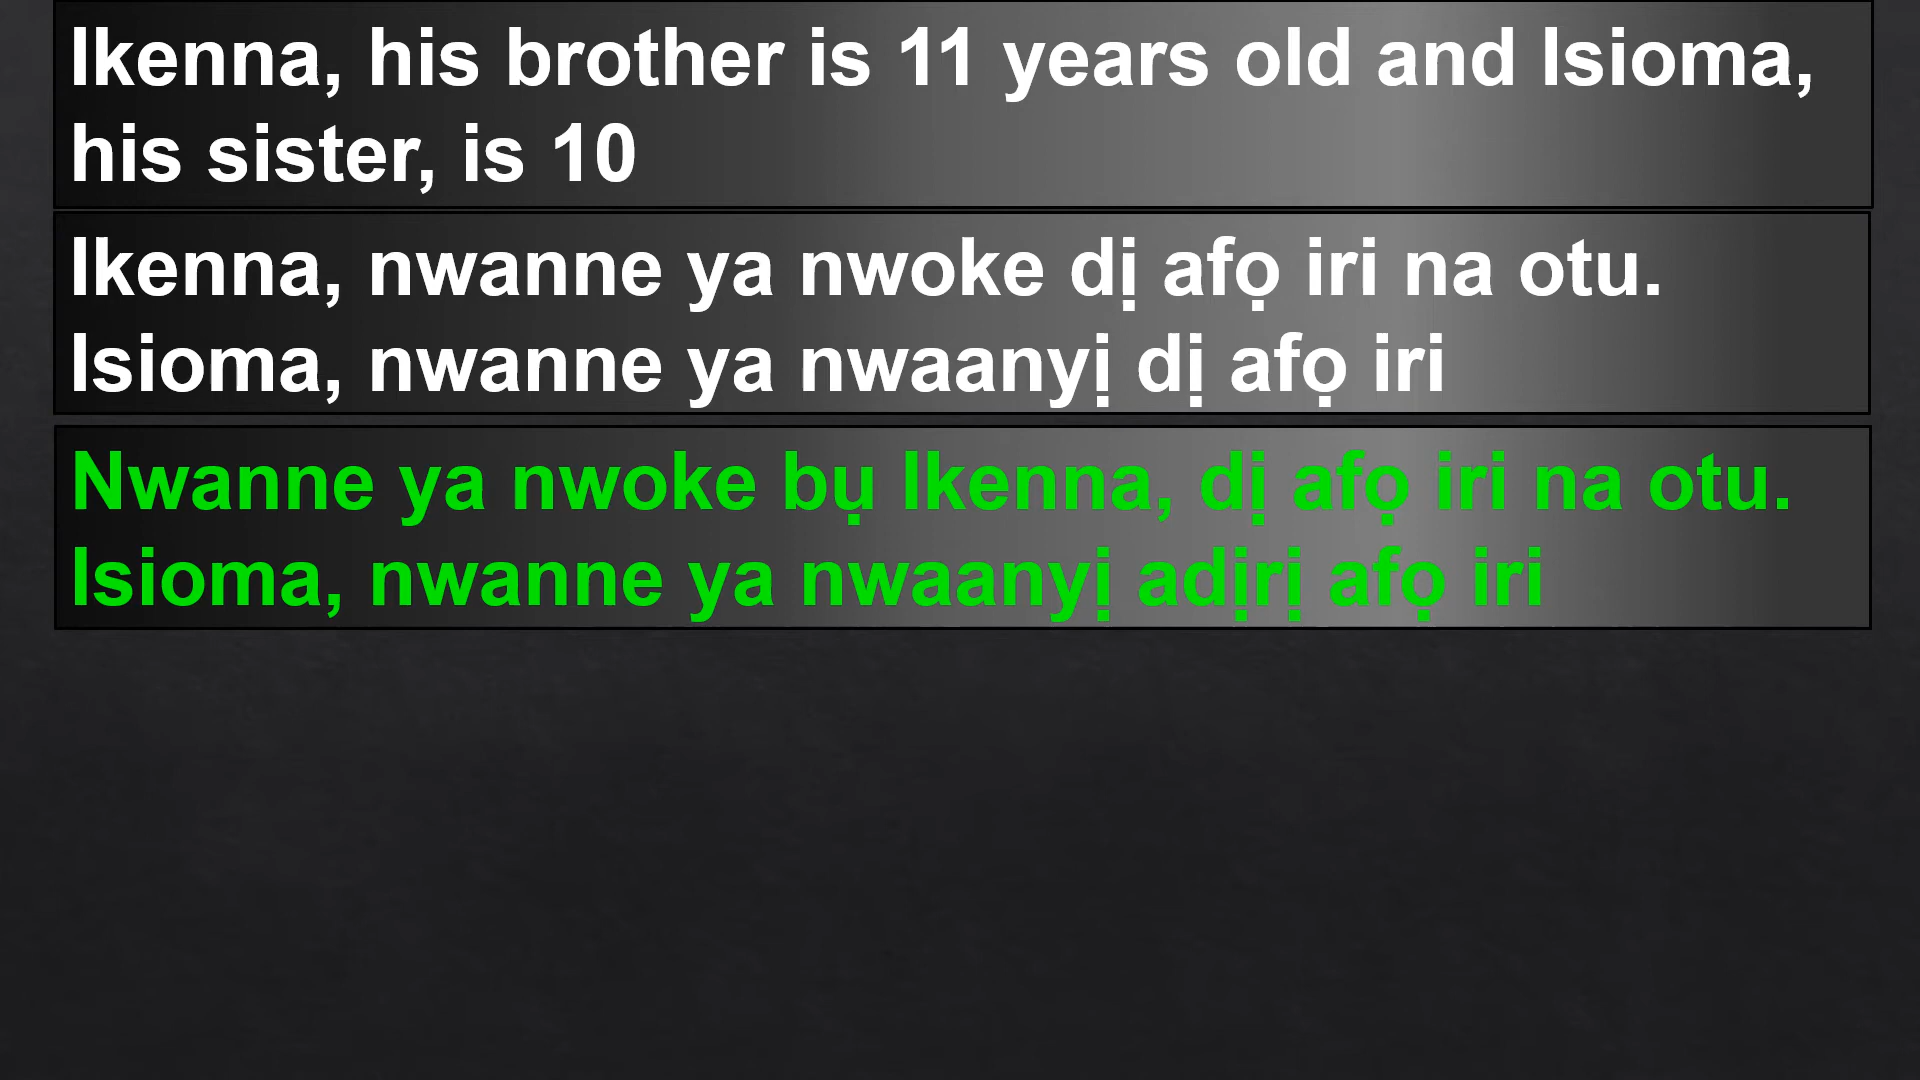 Ikenna, his brother is 11 years old and Isioma,
his sister, is 10
Ikenna, nwanne ya nwoke dị afọ iri na otu.
Isioma, nwanne ya nwaanyị dị afọ iri
Nwanne ya nwoke bụ Ikenna, dị afọ iri na otu.
Isioma, nwanne ya nwaanyị adịrị afọ iri